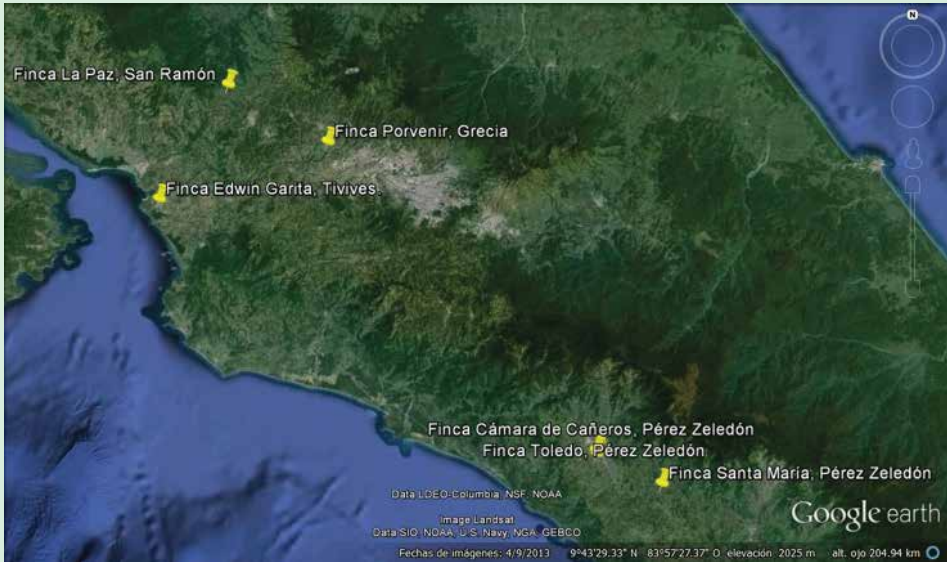 N
Finca La Paz, San Ramón
Finca Porvenir, Grecia
Finca Edwin Garita, Tivives.
Finca Cámara de Cañeros, Pérez Zeledón
Finca Toledo, Pérez Zeledón
Finca Santa María, Pérez Zeledón
Data LDEO-Columbia, NSF, NOAA
Image Landsat
Data SIO, NOAA, U.S. Navy, NGA, GEBCO
Google earth
Fechas de imágenes: 4/9/2013 9°43'29.33" N 83°57'27.37" O elevación 2025 m alt. ojo 204.94 km